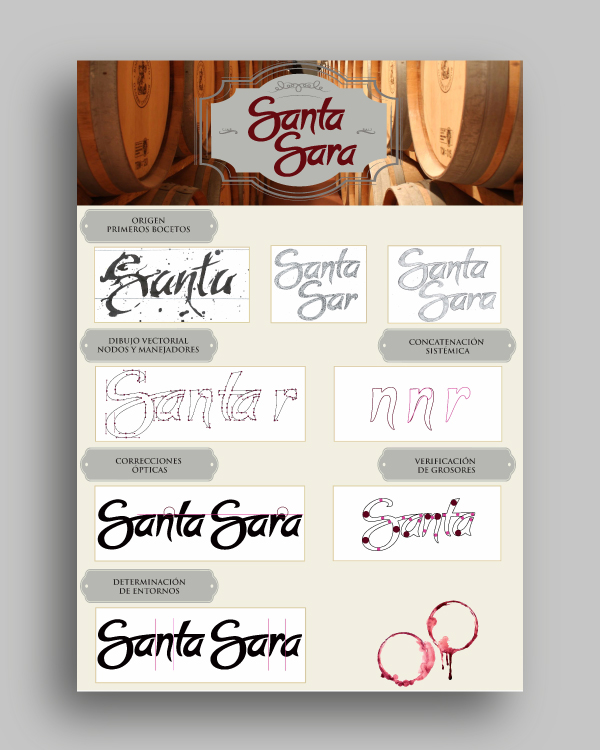 Santa
Sara
ORIGEN
PRIMEROS BOCETOS
Santa
Santa
Sar
Santa
Sara
DIBUJO VECTORIAL
NODOS Y MANEJADORES
CONCATENACIÓN
SISTEMICA
Santa r
n n r
CORRECCIONES
ÓPTICAS
VERIFICACIÓN
DE GROSORES
Santa Sara
Santa
DETERMINACIÓN
DE ENTORNOS
Santa Sara